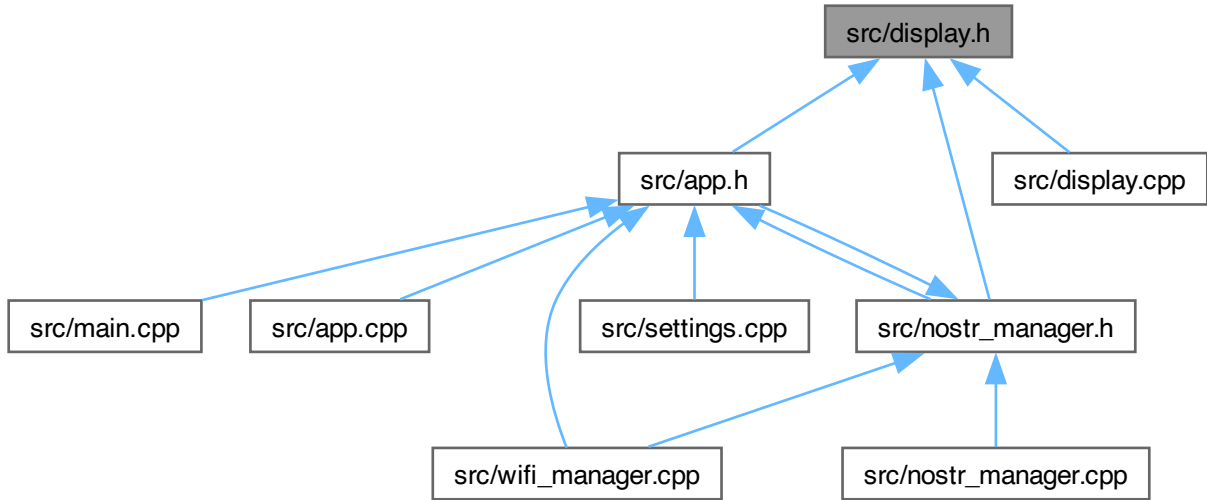 src/display.h
src/app.h
src/display.cpp
src/main.cpp
src/app.cpp
src/settings.cpp
src/nostr_manager.h
src/wifi_manager.cpp
src/nostr_manager.cpp